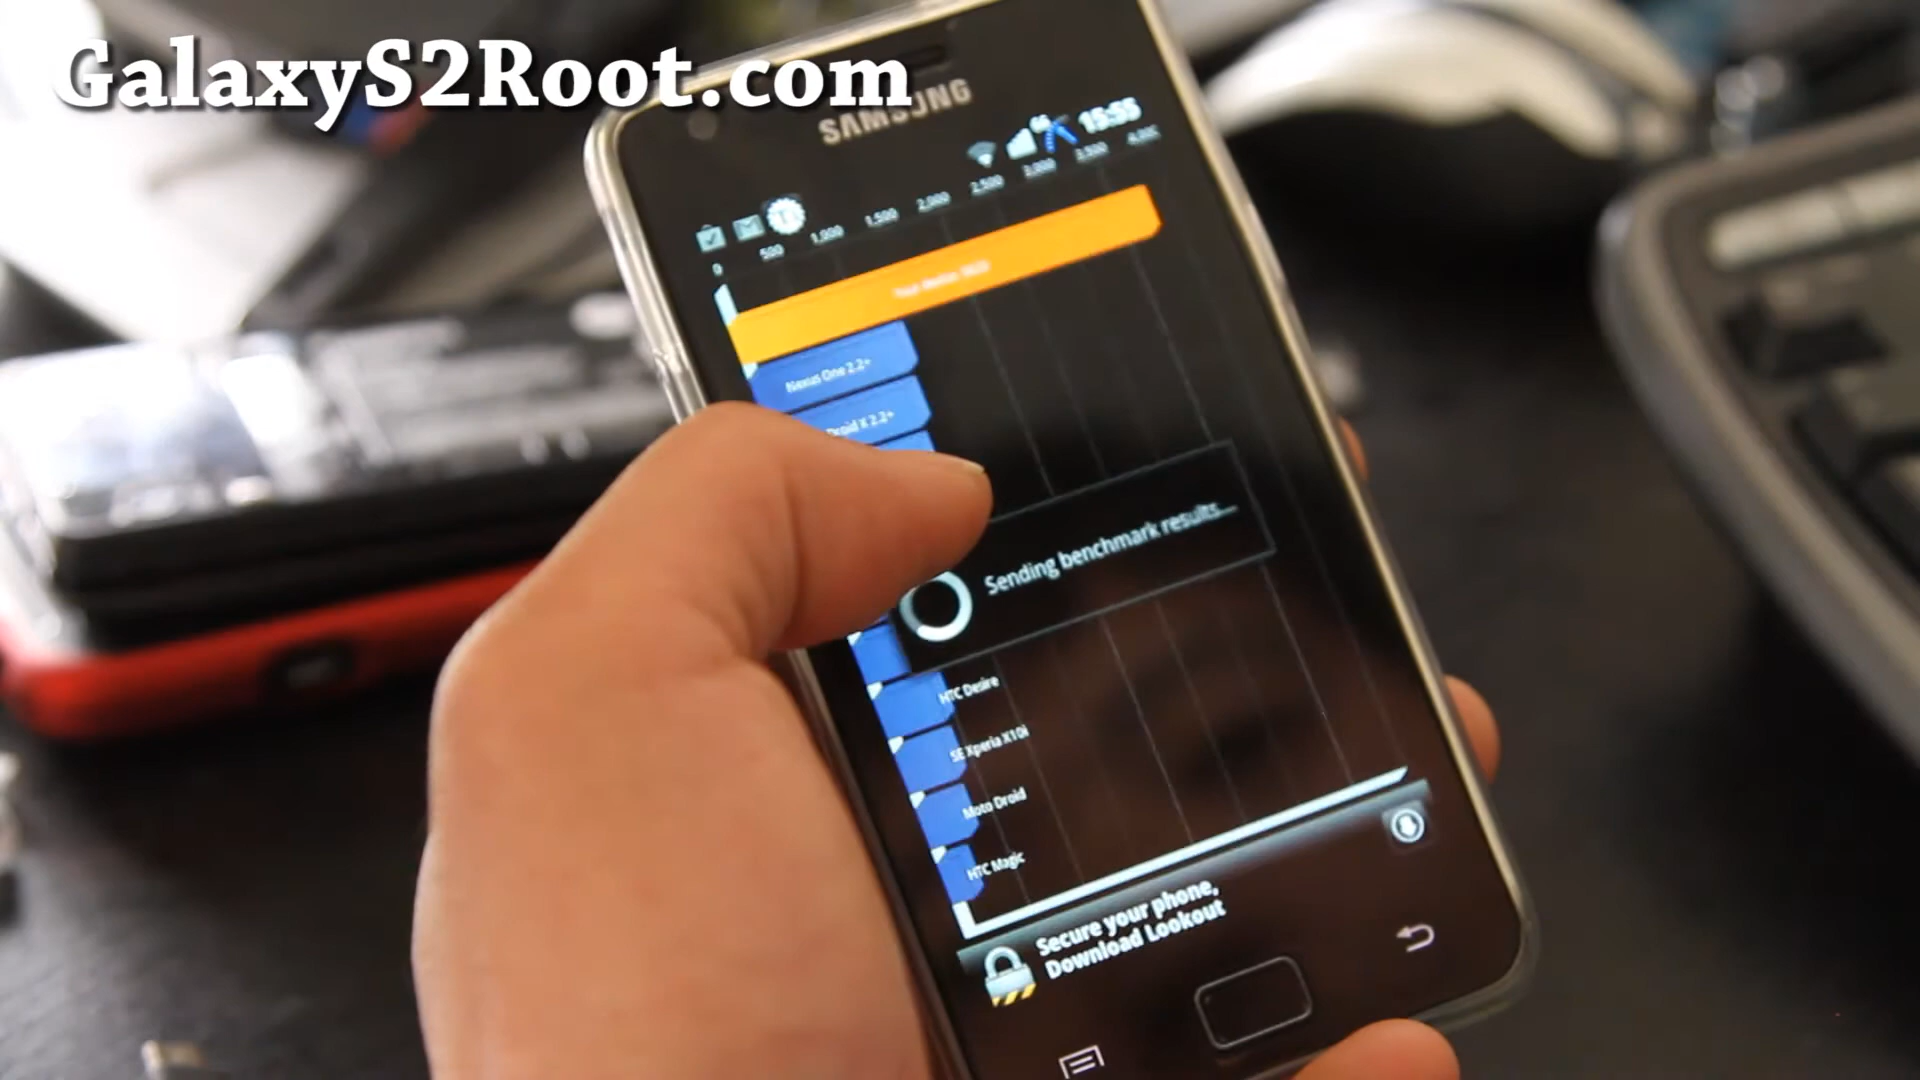 GalaxyS2Root.com
SAMSUNG
15:55
0 500 1,000 1,500 2,000 2,500 3,000 3,500
Nexus One 2.2+
Droid X 2.2+
Sending benchmark results...
HTC Desire
SE Xperia X10i
Moto Droid
HTC Magic
Secure your phone,
Download Lookout